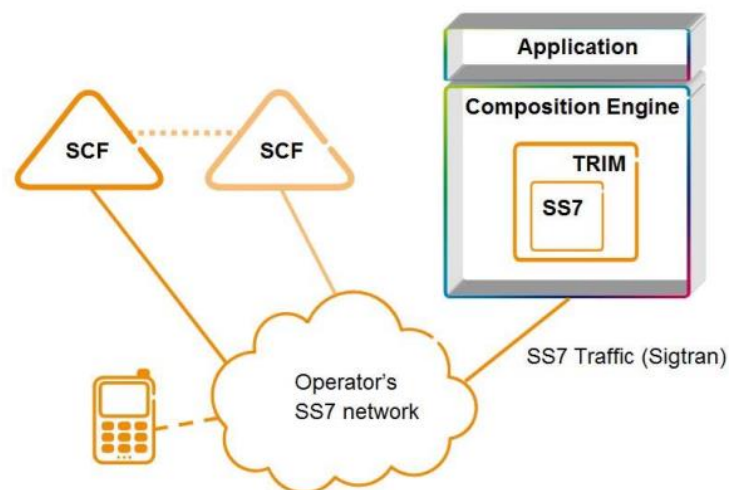 Application
Composition Engine
TRIM
SS7
SCF
SCF
Operator's
SS7 network
SS7 Traffic (Sigtran)